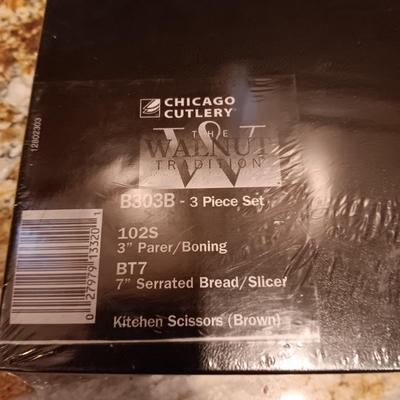 CHICAGO
CUTLERY®
THE
WALNUT
TRADITION
W
B303B - 3 Piece Set
102S
3" Parer/Boning
BT7
7" Serrated Bread/Slicer
Kitchen Scissors (Brown)
0 27979 13320 1
12802303